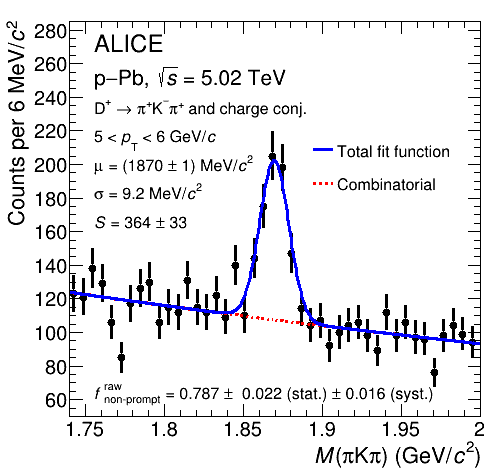 ALICE
p−Pb, √s = 5.02 TeV
D⁺ → π⁺K⁻π⁺ and charge conj.
5 < p_T < 6 GeV/c
μ = (1870 ± 1) MeV/c²
σ = 9.2 MeV/c²
S = 364 ± 33
Total fit function
Combinatorial
f^raw_non-prompt = 0.787 ± 0.022 (stat.) ± 0.016 (syst.)
Counts per 6 MeV/c²
280
260
240
220
200
180
160
140
120
100
80
60
1.75 1.8 1.85 1.9 1.95 2
M(πKπ) (GeV/c²)